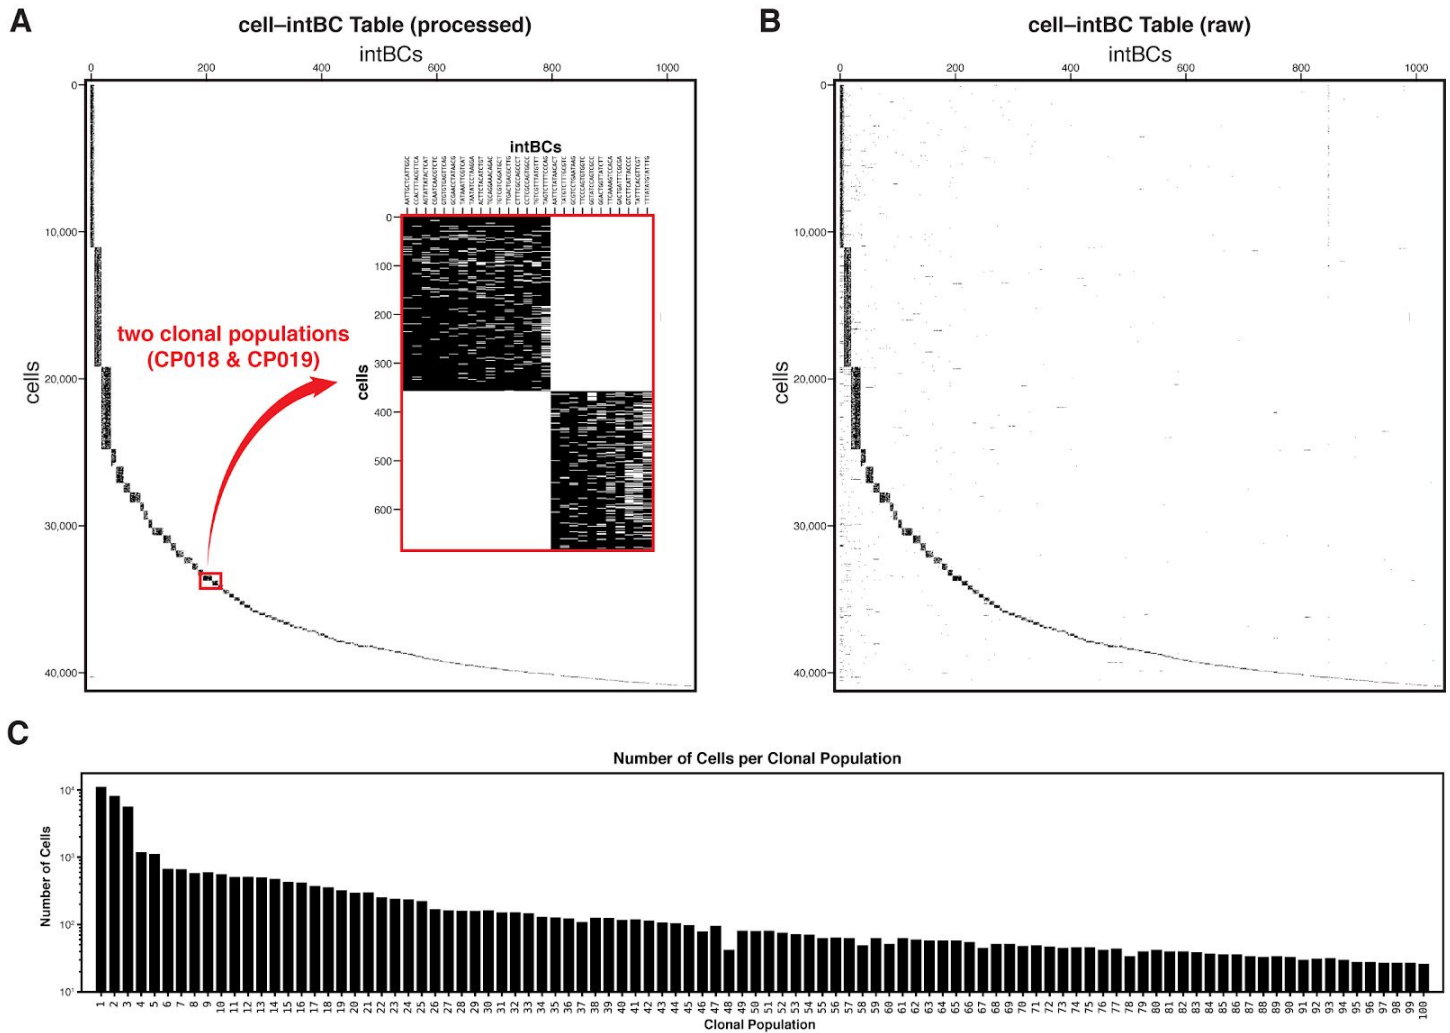 A
cell–intBC Table (processed)
intBCs
0 200 400 600 800 1000
0
10,000
20,000
30,000
40,000
cells
two clonal populations
(CP018 & CP019)
intBCs
0
100
200
300
400
500
600
cells
B
cell–intBC Table (raw)
intBCs
0 200 400 600 800 1000
0
10,000
20,000
30,000
40,000
cells
C
Number of Cells per Clonal Population
10⁴
10³
10²
10¹
Number of Cells
1 2 3 4 5 6 7 8 9 10 11 12 13 14 15 16 17 18 19 20 21 22 23 24 25 26 27 28 29 30 31 32 33 34 35 36 37 38 39 40 41 42 43 44 45 46 47 48 49 50 51 52 53 54 55 56 57 58 59 60 61 62 63 64 65 66 67 68 69 70 71 72 73 74 75 76 77 78 79 80 81 82 83 84 85 86 87 88 89 90 91 92 93 94 95 96 97 98 99 100
Clonal Population